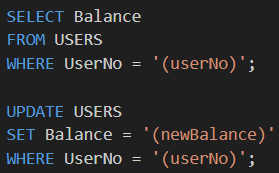 SELECT Balance
FROM USERS
WHERE UserNo = '(userNo)';
UPDATE USERS
SET Balance = '(newBalance)'
WHERE UserNo = '(userNo)';